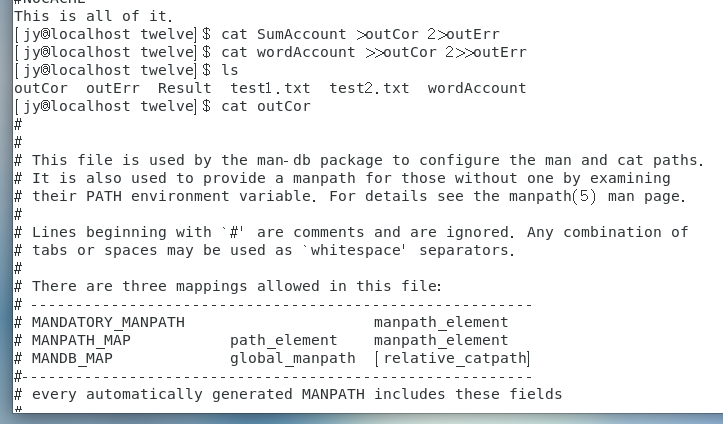 #NOCACHE
This is all of it.
[jy@localhost twelve]$ cat SumAccount >outCor 2>outErr
[jy@localhost twelve]$ cat wordAccount >>outCor 2>>outErr
[jy@localhost twelve]$ ls
outCor  outErr  Result  test1.txt  test2.txt  wordAccount
[jy@localhost twelve]$ cat outCor
#
#
# This file is used by the man-db package to configure the man and cat paths.
# It is also used to provide a manpath for those without one by examining
# their PATH environment variable. For details see the manpath(5) man page.
#
# Lines beginning with `#' are comments and are ignored. Any combination of
# tabs or spaces may be used as `whitespace' separators.
#
# There are three mappings allowed in this file:
# --------------------------------------------------------
# MANDATORY_MANPATH                     manpath_element
# MANPATH_MAP           path_element    manpath_element
# MANDB_MAP             global_manpath  [relative_catpath]
#---------------------------------------------------------
# every automatically generated MANPATH includes these fields
#